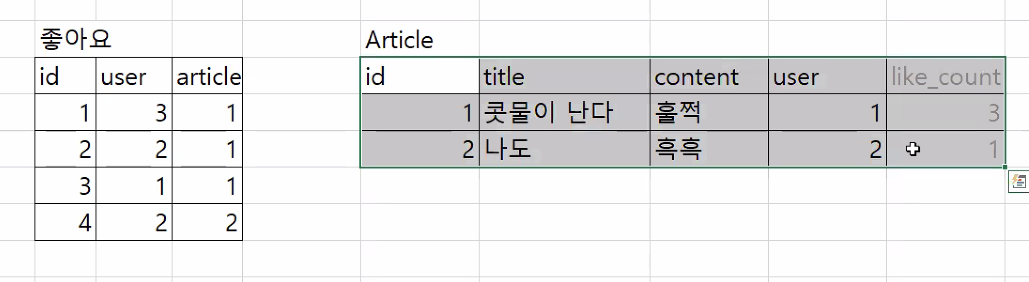 좋아요 Article
id user article id title content user like_count
1 3 1 1 콧물이 난다 훌쩍 1 3
2 2 1 2 나도 흑흑 2 1
3 1 1
4 2 2